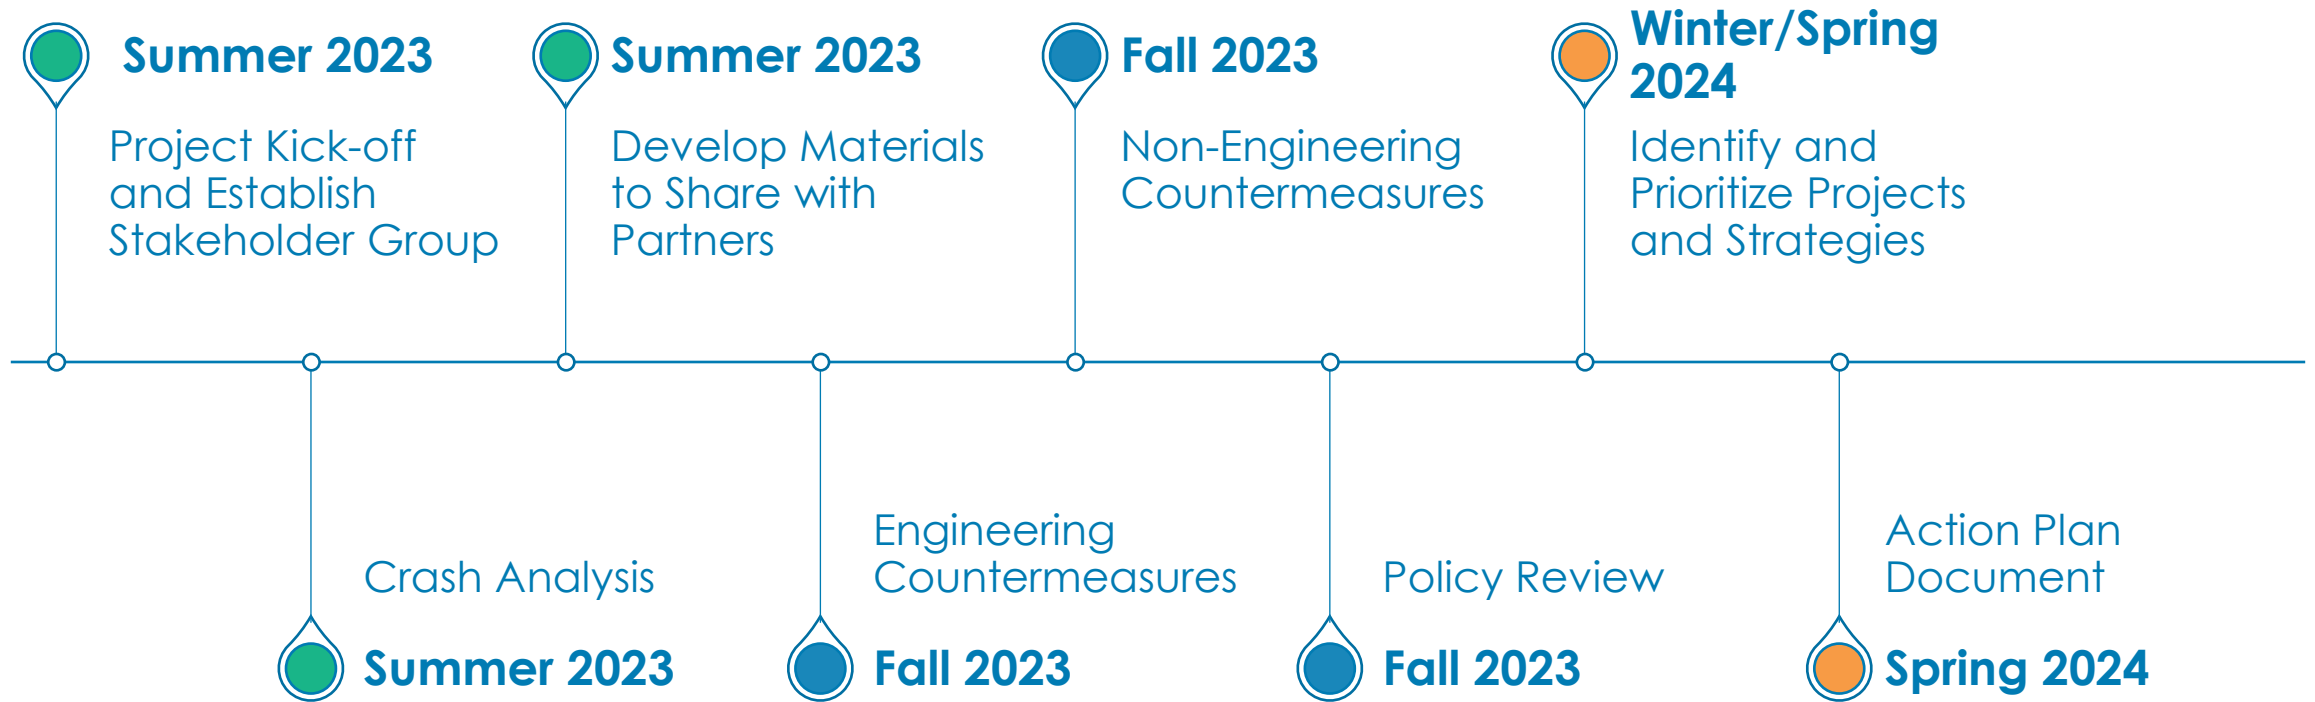 Summer 2023
Project Kick-off
and Establish
Stakeholder Group
Summer 2023
Develop Materials
to Share with
Partners
Fall 2023
Non-Engineering
Countermeasures
Winter/Spring
2024
Identify and
Prioritize Projects
and Strategies
Crash Analysis
Summer 2023
Engineering
Countermeasures
Fall 2023
Policy Review
Fall 2023
Action Plan
Document
Spring 2024